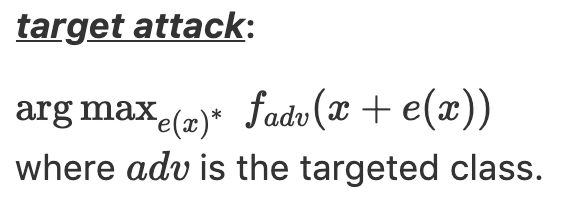 target attack:
arg max_{e(x)*} f_{adv}(x + e(x))
where adv is the targeted class.